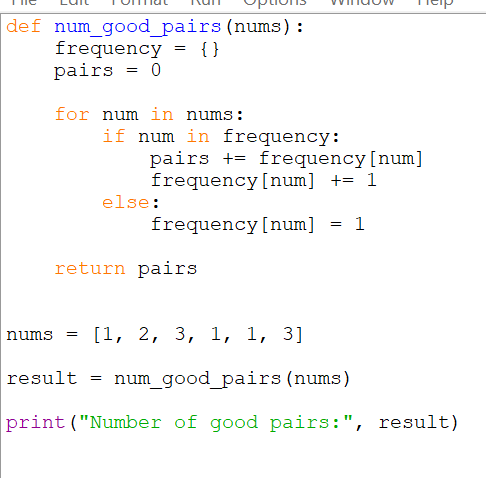 File Edit Format Run Options Window Help
def num_good_pairs(nums):
    frequency = {}
    pairs = 0
    for num in nums:
        if num in frequency:
            pairs += frequency[num]
            frequency[num] += 1
        else:
            frequency[num] = 1
    return pairs
nums = [1, 2, 3, 1, 1, 3]
result = num_good_pairs(nums)
print("Number of good pairs:", result)